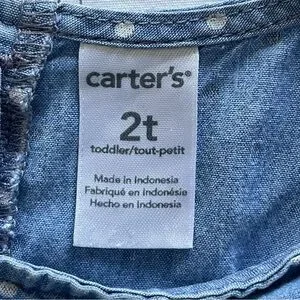 carter's®
2t
toddler/tout-petit
Made in Indonesia
Fabriqué en Indonésie
Hecho en Indonesia